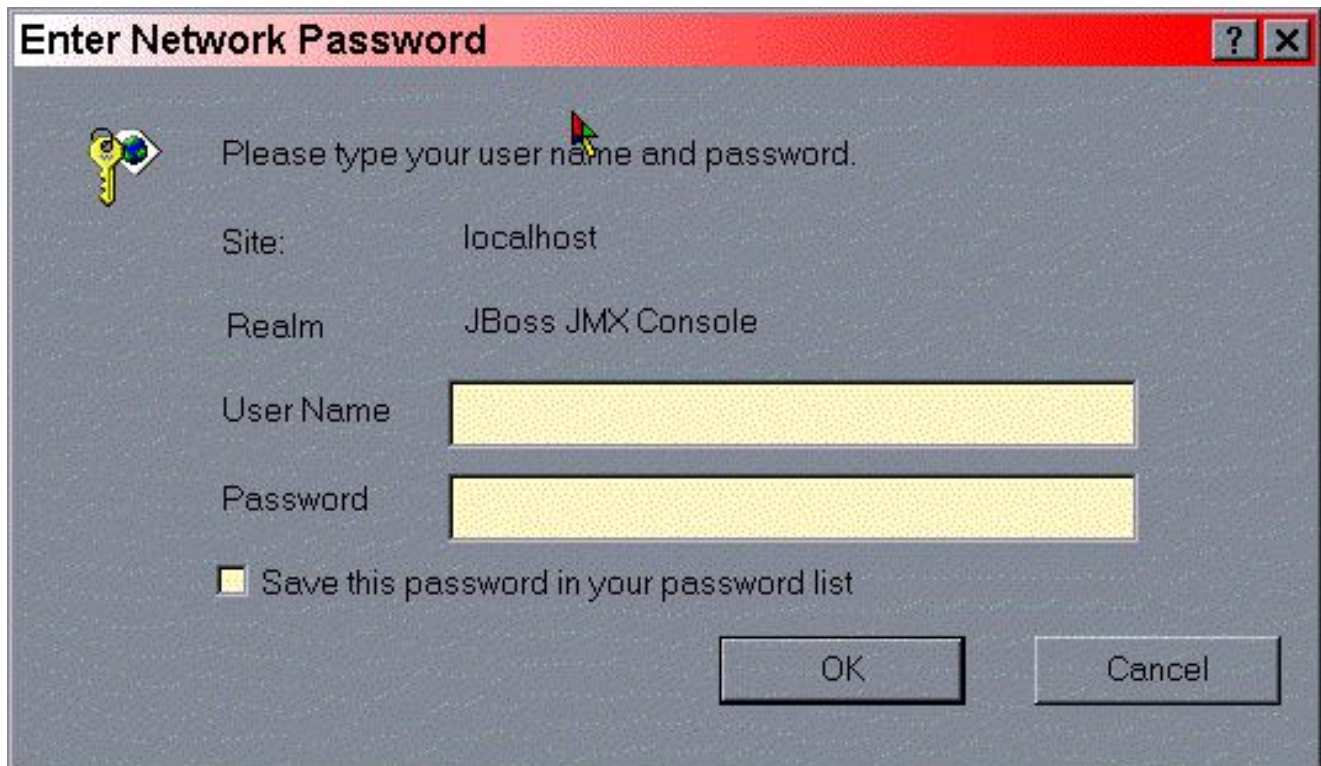 Enter Network Password
Please type your user name and password.
Site: localhost
Realm JBoss JMX Console
User Name
Password
Save this password in your password list
OK Cancel